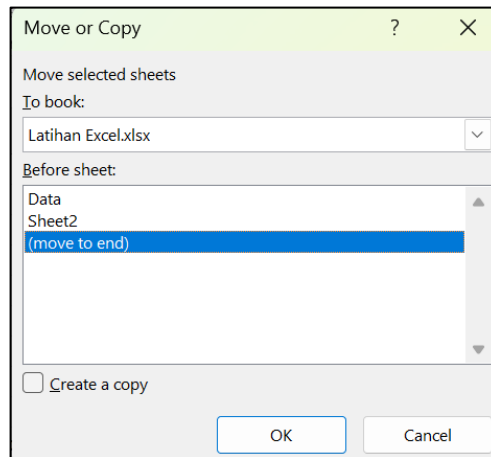 Move or Copy ?
Move selected sheets
To book:
Latihan Excel.xlsx
Before sheet:
Data
Sheet2
(move to end)
Create a copy
OK Cancel